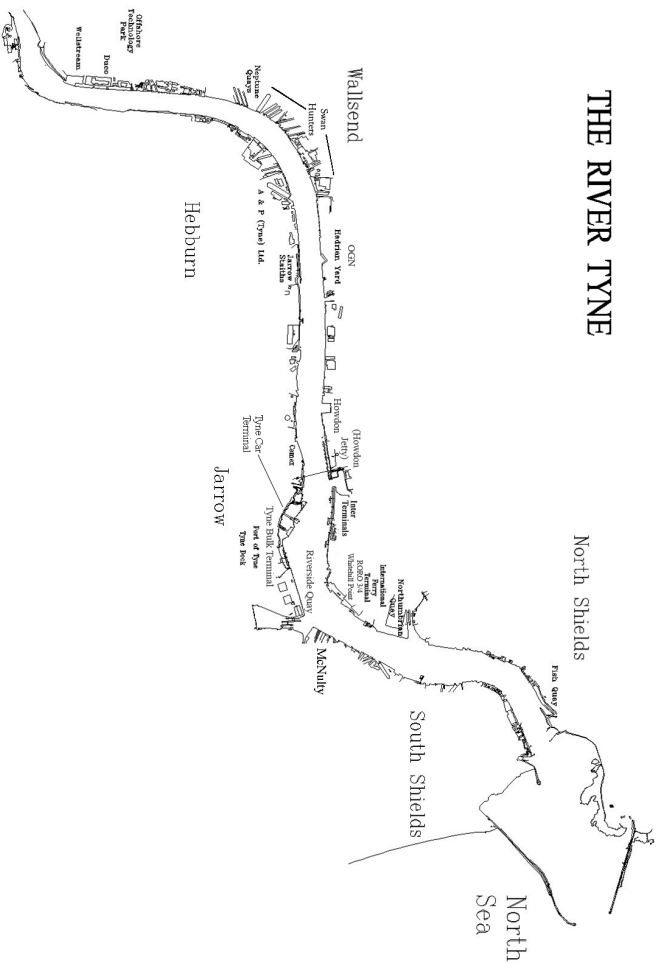 THE RIVER TYNE
Offshore
Technology
Park
Wellstream
Duco
Neptune
Quays
Wallsend
Swan
Hunters
Hebburn
A & P (Tyne) Ltd.
OGN
Hadrian Yard
Jarrow
Staiths
Howdon
(Howdon
Jetty)
Inter
Terminals
Tyne Car
Terminal
Comex
Jarrow
Tyne Bulk Terminal
Port of Tyne
Tyne Dock
Riverside Quay
RORO 3/4
Whitehill Point
International
Ferry
Terminal
Northumbrian
Quay
North Shields
McNulty
Fish Quay
South Shields
North
Sea